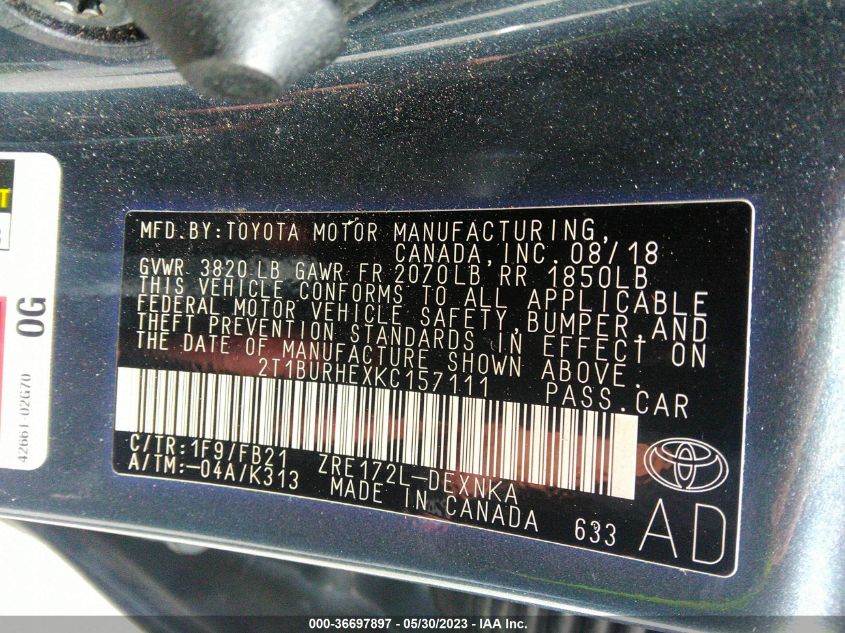 MFD.BY:TOYOTA MOTOR MANUFACTURING,
CANADA,INC. 08/18
GVWR 3820 LB GAWR FR 2070LB RR 1850LB
THIS VEHICLE CONFORMS TO ALL APPLICABLE
FEDERAL MOTOR VEHICLE SAFETY,BUMPER,AND
THEFT PREVENTION STANDARDS IN EFFECT ON
THE DATE OF MANUFACTURE SHOWN ABOVE.
2T1BURHEXKC157111 PASS.CAR
C/TR:1F9/FB21 ZRE172L-DEXNKA
A/TM:-04A/K313 MADE IN CANADA 633
AD
0G
42661-02G70
000-36697897 - 05/30/2023 - IAA Inc.